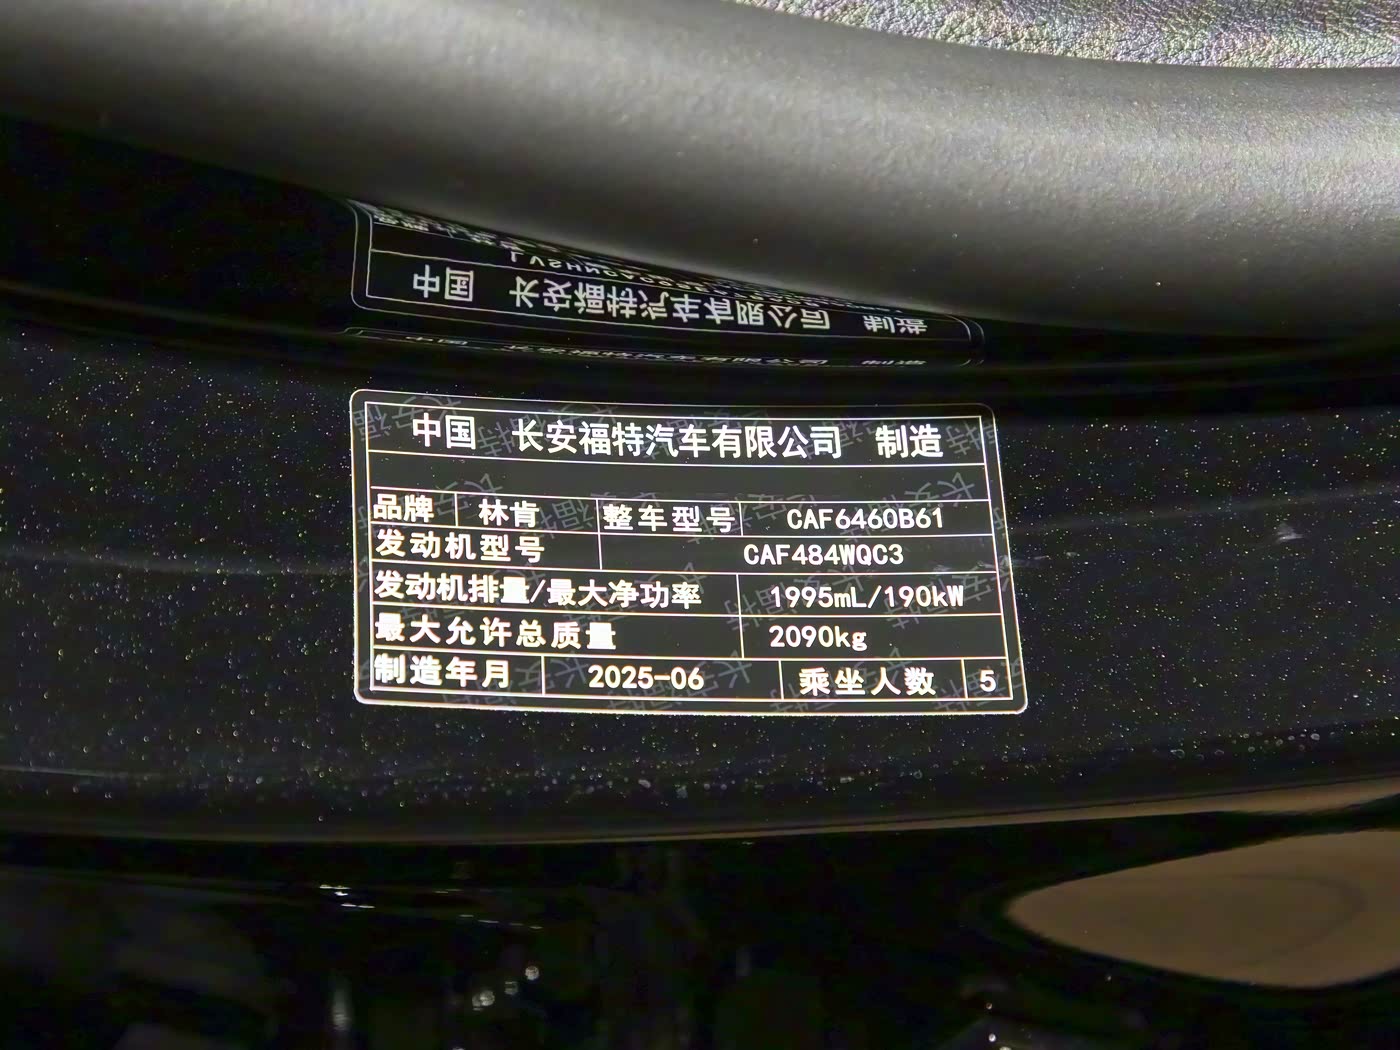 中国 长安福特汽车有限公司 制造
品牌 林肯 整车型号 CAF6460B61
发动机型号 CAF484WQC3
发动机排量/最大净功率 1995mL/190kW
最大允许总质量 2090kg
制造年月 2025-06 乘坐人数 5